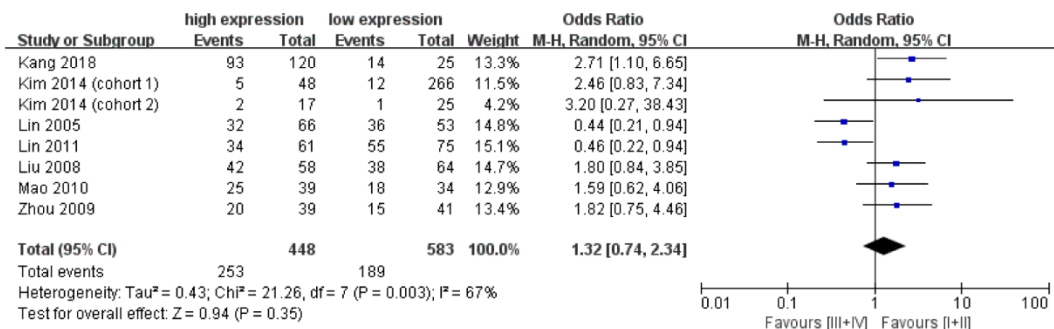 high expression low expression Odds Ratio Odds Ratio
Study or Subgroup Events Total Events Total Weight M-H, Random, 95% CI M-H, Random, 95% CI
Kang 2018 93 120 14 25 13.3% 2.71 [1.10, 6.65]
Kim 2014 (cohort 1) 5 48 12 266 11.5% 2.46 [0.83, 7.34]
Kim 2014 (cohort 2) 2 17 1 25 4.2% 3.20 [0.27, 38.43]
Lin 2005 32 66 36 53 14.8% 0.44 [0.21, 0.94]
Lin 2011 34 61 55 75 15.1% 0.46 [0.22, 0.94]
Liu 2008 42 58 38 64 14.7% 1.80 [0.84, 3.85]
Mao 2010 25 39 18 34 12.9% 1.59 [0.62, 4.06]
Zhou 2009 20 39 15 41 13.4% 1.82 [0.75, 4.46]
Total (95% CI) 448 583 100.0% 1.32 [0.74, 2.34]
Total events 253 189
Heterogeneity: Tau² = 0.43; Chi² = 21.26, df = 7 (P = 0.003); I² = 67%
Test for overall effect: Z = 0.94 (P = 0.35)
0.01 0.1 1 10 100
Favours [III+IV] Favours [I+II]